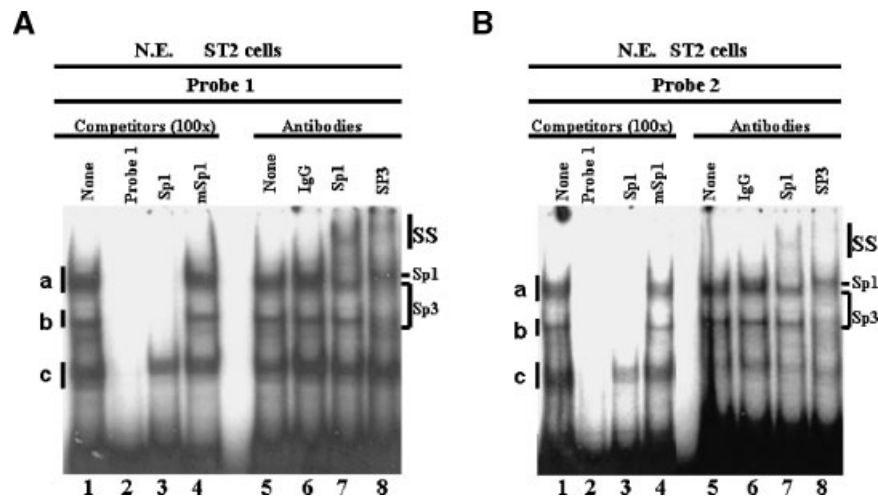 A
N.E. ST2 cells
Probe 1
Competitors (100x) Antibodies
None Probe 1 Sp1 mSp1 None IgG Sp1 SP3
a
b
c
SS
Sp1
Sp3
1 2 3 4 5 6 7 8
B
N.E. ST2 cells
Probe 2
Competitors (100x) Antibodies
None Probe 1 Sp1 mSp1 None IgG Sp1 SP3
a
b
c
SS
Sp1
Sp3
1 2 3 4 5 6 7 8